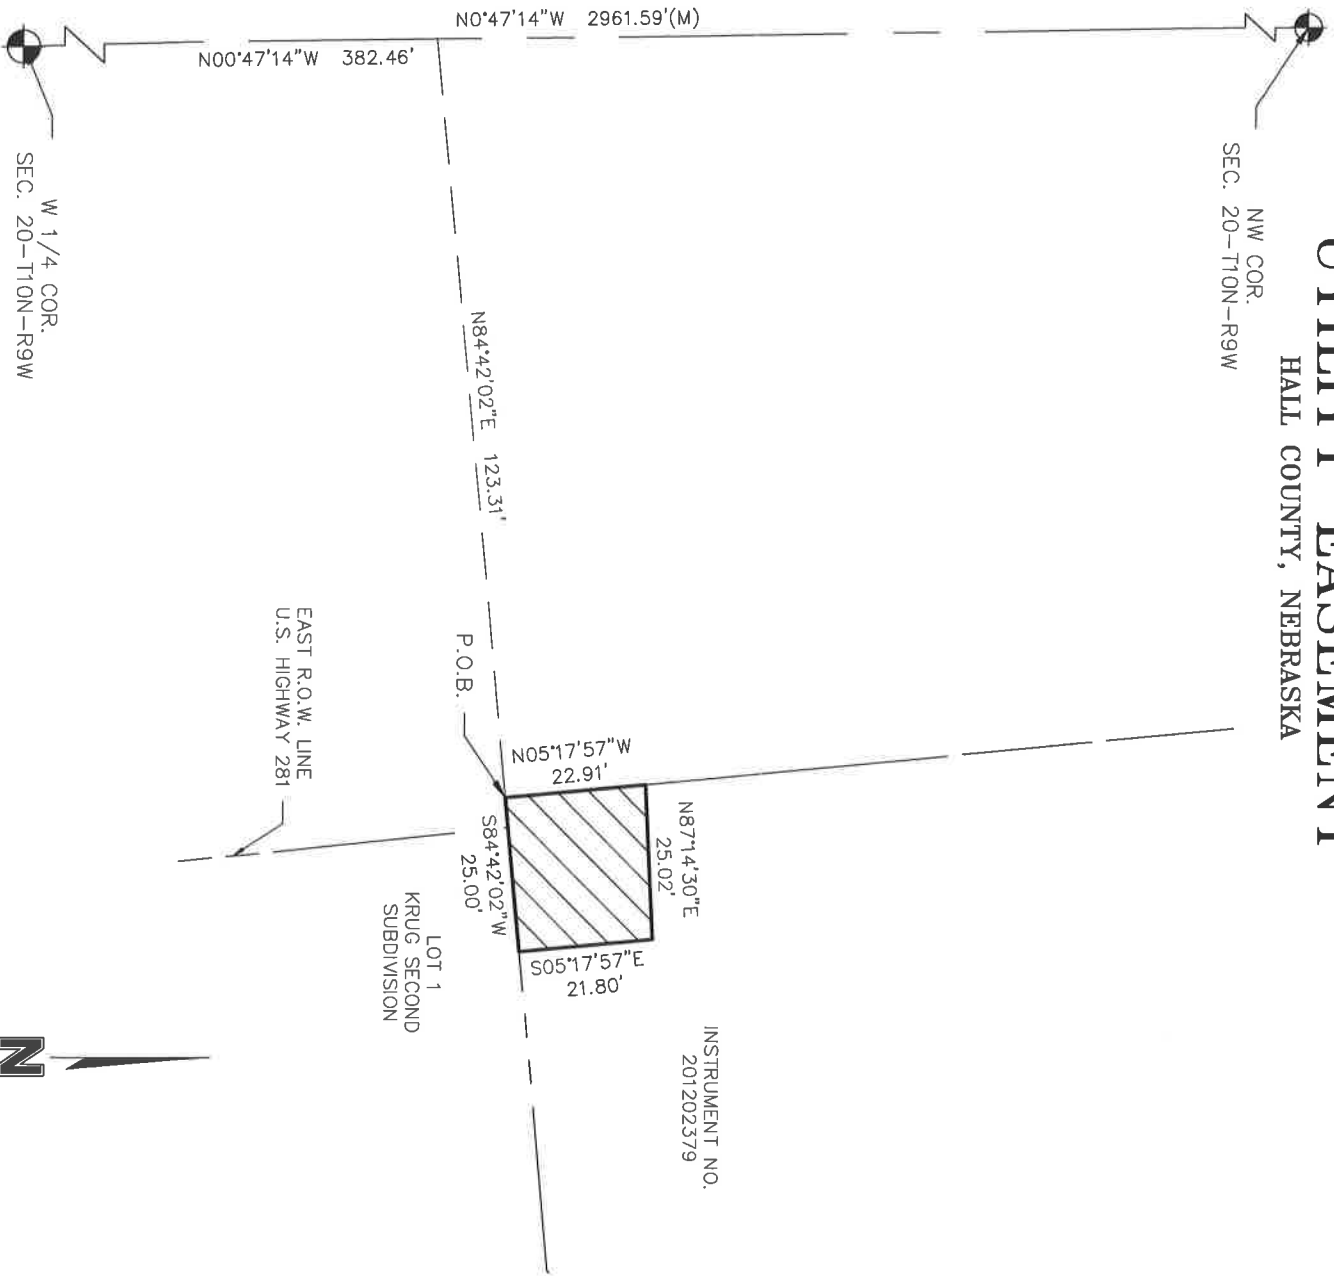 UTILITY EASEMENT
HALL COUNTY, NEBRASKA
NW COR.
SEC. 20-T10N-R9W
N0°47'14"W 2961.59'(M)
N00°47'14"W 382.46'
W 1/4 COR.
SEC. 20-T10N-R9W
N84°42'02"E 123.31'
P.O.B.
N05°17'57"W
22.91'
N87°14'30"E
25.02'
S84°42'02"W
25.00'
S05°17'57"E
21.80'
EAST R.O.W. LINE
U.S. HIGHWAY 281
LOT 1
KRUG SECOND
SUBDIVISION
INSTRUMENT NO.
201202379
N